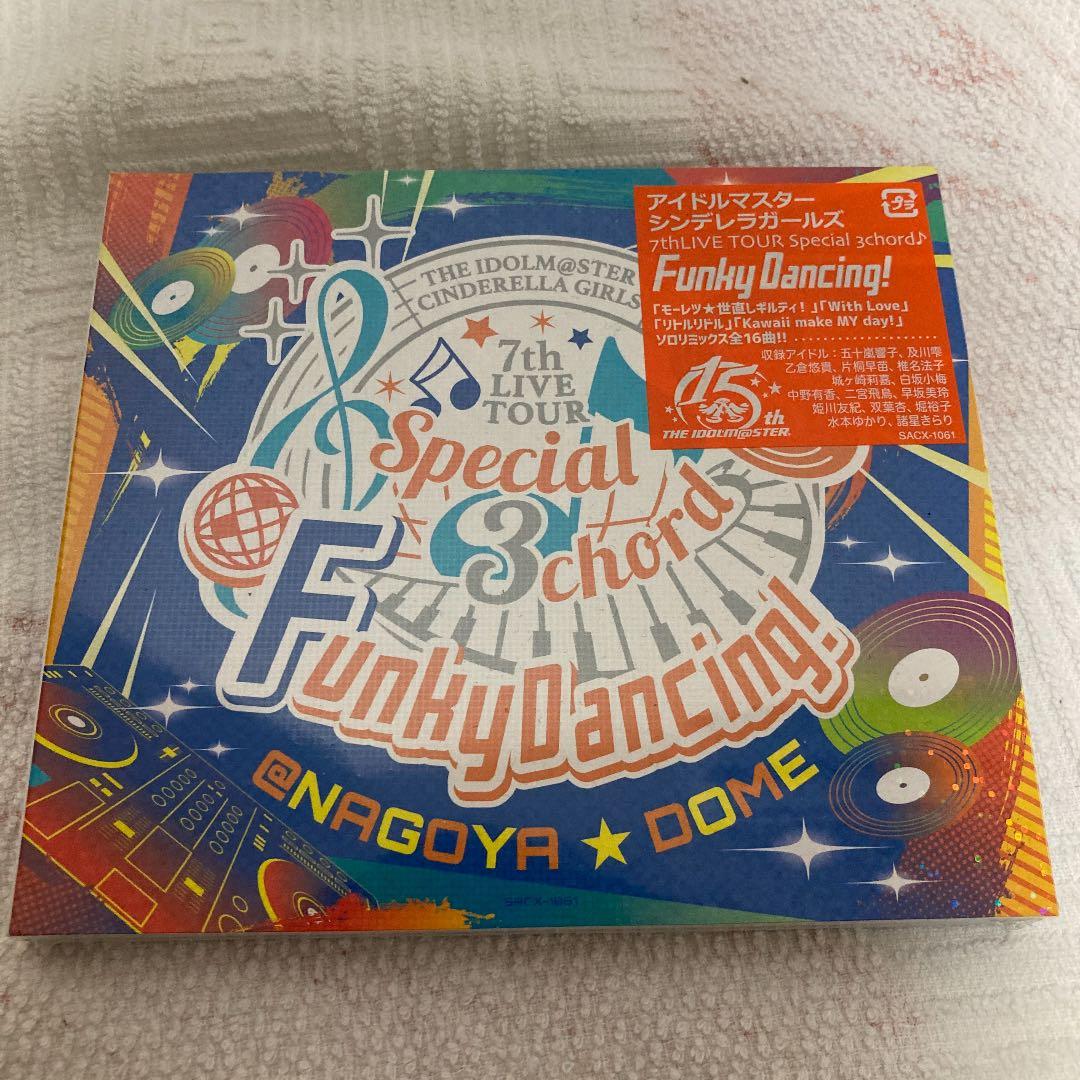 アイドルマスター
シンデレラガールズ
7thLIVE TOUR Special 3chord♪
Funky Dancing!
「モーレツ★世直しギルティ!」「With Love」
「リトルリドル」「Kawaii make MY day!」
ソロリミックス全16曲!!
収録アイドル:五十嵐響子、及川雫
乙倉悠貴、片桐早苗、椎名法子
城ヶ崎莉嘉、白坂小梅
中野有香、二宮飛鳥、早坂美玲
姫川友紀、双葉杏、堀裕子
水本ゆかり、諸星きらり
15th
THE IDOLM@STER
SACX-1061
プラ
THE IDOLM@STER
CINDERELLA GIRLS
7th
LIVE
TOUR
Special
3chord
Funky Dancing!
@NAGOYA★DOME
SACX-1061